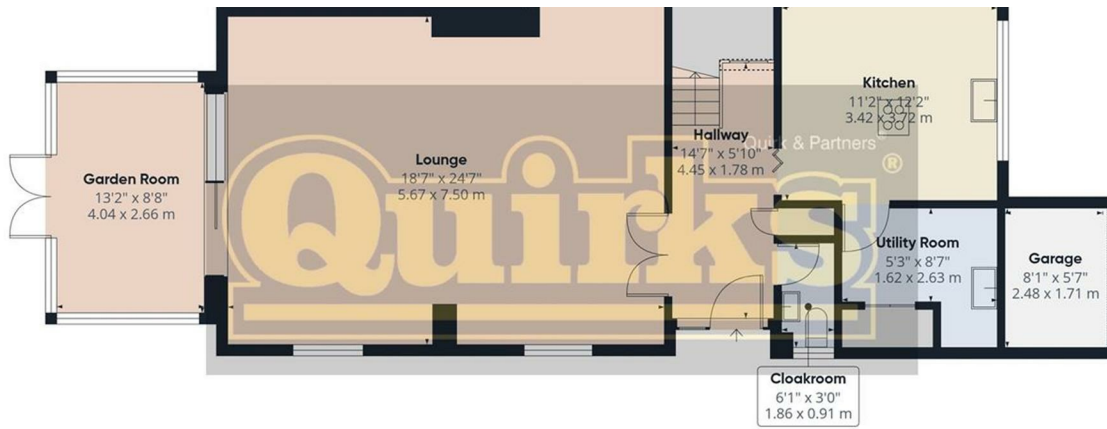 Kitchen
11'2" x 12'2"
3.42 x 3.72 m
Hallway
14'7" x 5'10"
4.45 x 1.78 m
Quirk & Partners
®
Lounge
18'7" x 24'7"
5.67 x 7.50 m
Garden Room
13'2" x 8'8"
4.04 x 2.66 m
Quirks
Utility Room
5'3" x 8'7"
1.62 x 2.63 m
Garage
8'1" x 5'7"
2.48 x 1.71 m
Cloakroom
6'1" x 3'0"
1.86 x 0.91 m